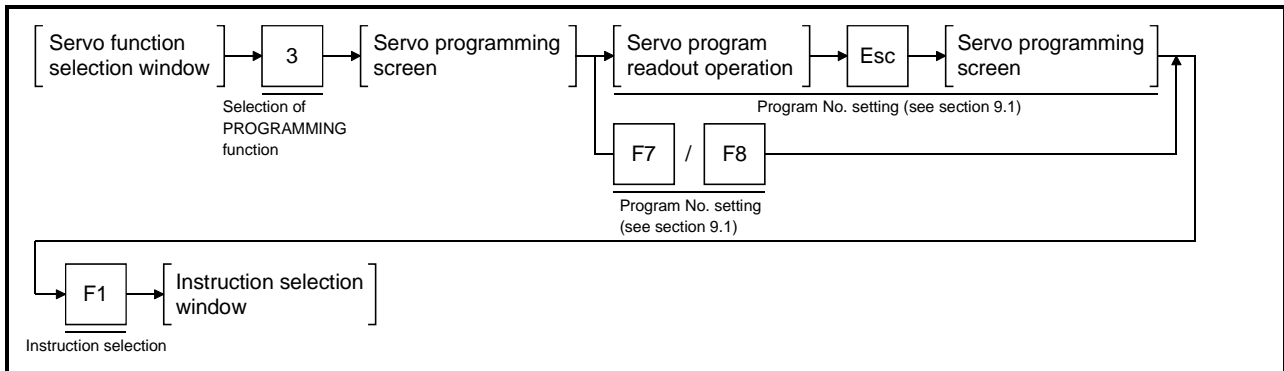 Servo function
selection window
3
Selection of
PROGRAMMING
function
Servo programming
screen
Servo program
readout operation
Esc
Servo programming
screen
Program No. setting (see section 9.1)
F7 / F8
Program No. setting
(see section 9.1)
F1
Instruction selection
Instruction selection
window